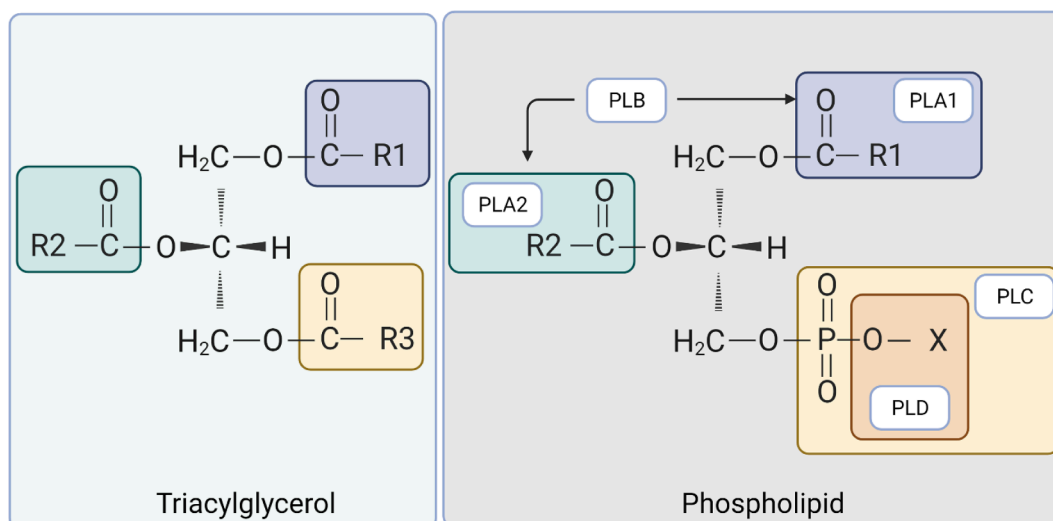 O
H₂C—O—C—R1
O
R2—C—O—C—H
O
H₂C—O—C—R3
Triacylglycerol
PLB
O
PLA1
H₂C—O—C—R1
PLA2
O
R2—C—O—C—H
O
PLC
H₂C—O—P—O—X
O
PLD
Phospholipid